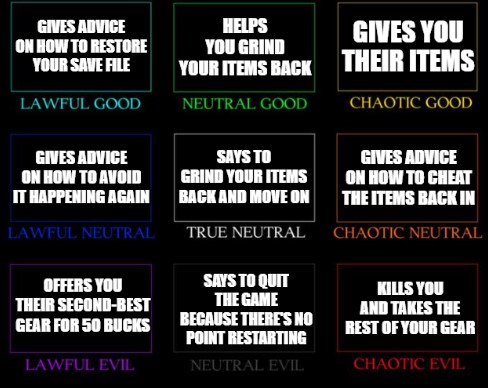 GIVES ADVICE
ON HOW TO RESTORE
YOUR SAVE FILE
LAWFUL GOOD
HELPS
YOU GRIND
YOUR ITEMS BACK
NEUTRAL GOOD
GIVES YOU
THEIR ITEMS
CHAOTIC GOOD
GIVES ADVICE
ON HOW TO AVOID
IT HAPPENING AGAIN
LAWFUL NEUTRAL
SAYS TO
GRIND YOUR ITEMS
BACK AND MOVE ON
TRUE NEUTRAL
GIVES ADVICE
ON HOW TO CHEAT
THE ITEMS BACK IN
CHAOTIC NEUTRAL
OFFERS YOU
THEIR SECOND-BEST
GEAR FOR 50 BUCKS
LAWFUL EVIL
SAYS TO QUIT
THE GAME
BECAUSE THERE'S NO
POINT RESTARTING
NEUTRAL EVIL
KILLS YOU
AND TAKES THE
REST OF YOUR GEAR
CHAOTIC EVIL